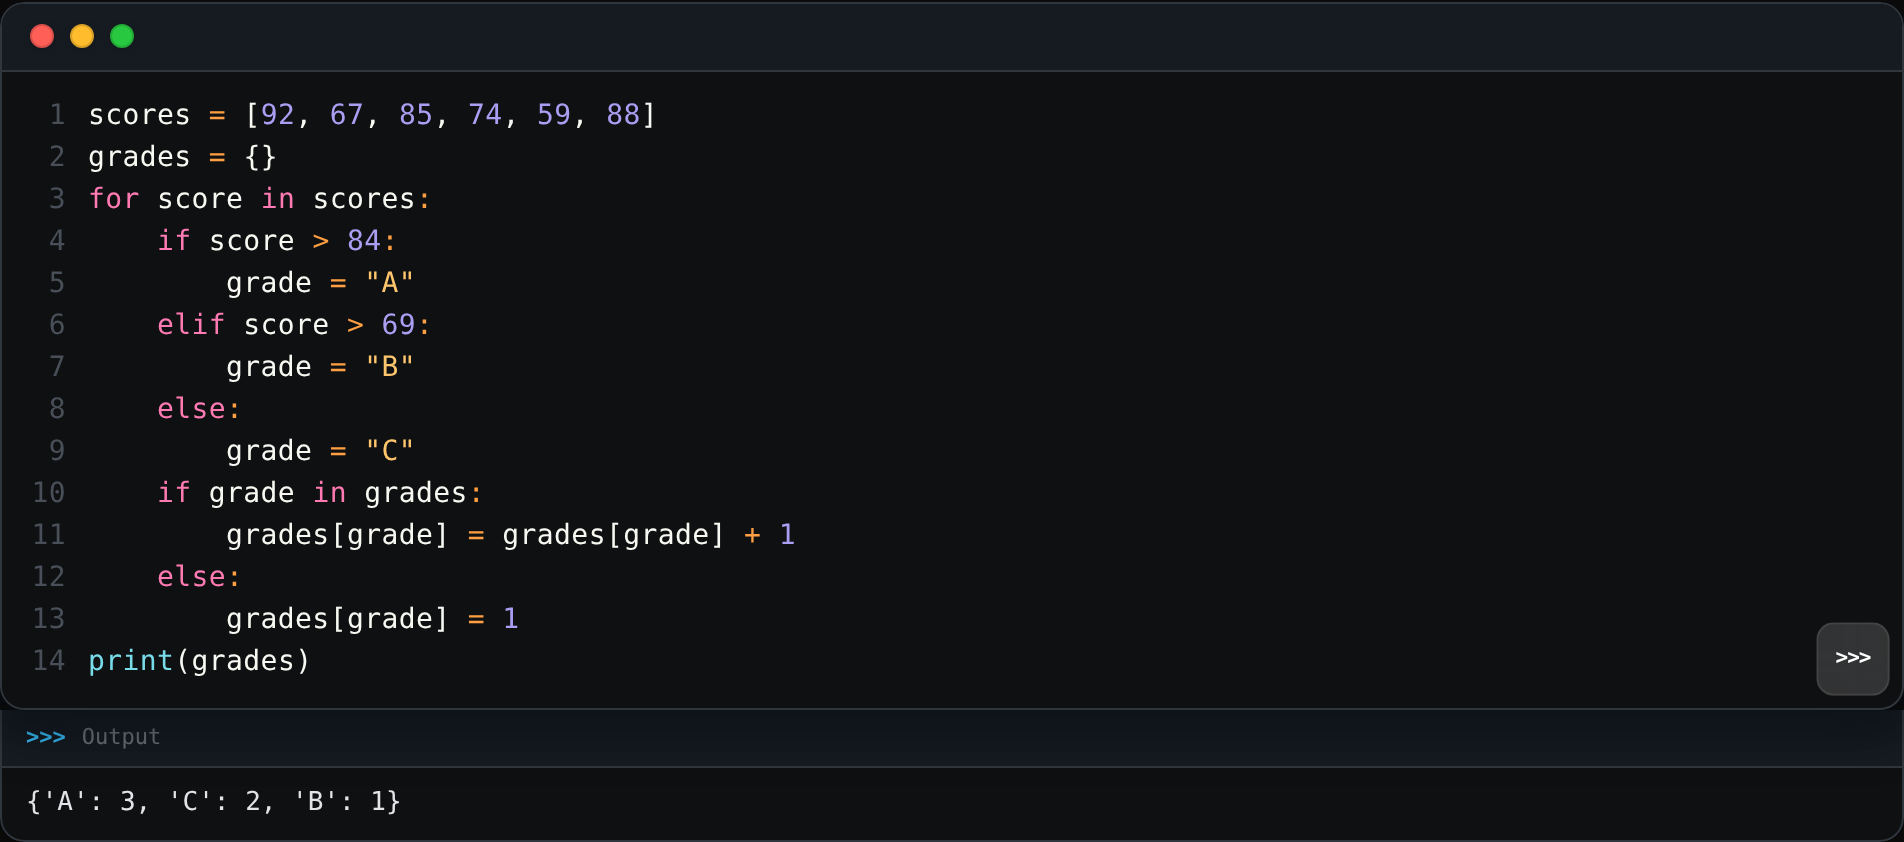 1 scores = [92, 67, 85, 74, 59, 88]
2 grades = {}
3 for score in scores:
4     if score > 84:
5         grade = "A"
6     elif score > 69:
7         grade = "B"
8     else:
9         grade = "C"
10     if grade in grades:
11         grades[grade] = grades[grade] + 1
12     else:
13         grades[grade] = 1
14 print(grades)
>>>
>>> Output
{'A': 3, 'C': 2, 'B': 1}